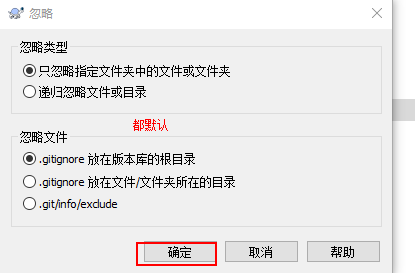 忽略
忽略类型
只忽略指定文件夹中的文件或文件夹
递归忽略文件或目录
都默认
忽略文件
.gitignore 放在版本库的根目录
.gitignore 放在文件/文件夹所在的目录
.git/info/exclude
确定
取消
帮助